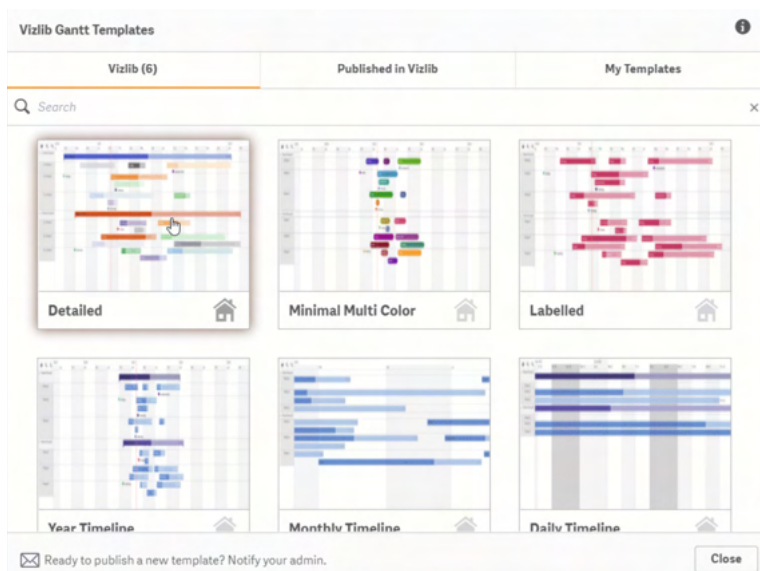 Vizlib Gantt Templates
Vizlib (6)
Published in Vizlib
My Templates
Search
Detailed
Minimal Multi Color
Labelled
Year Timeline
Monthly Timeline
Daily Timeline
Ready to publish a new template? Notify your admin.
Close